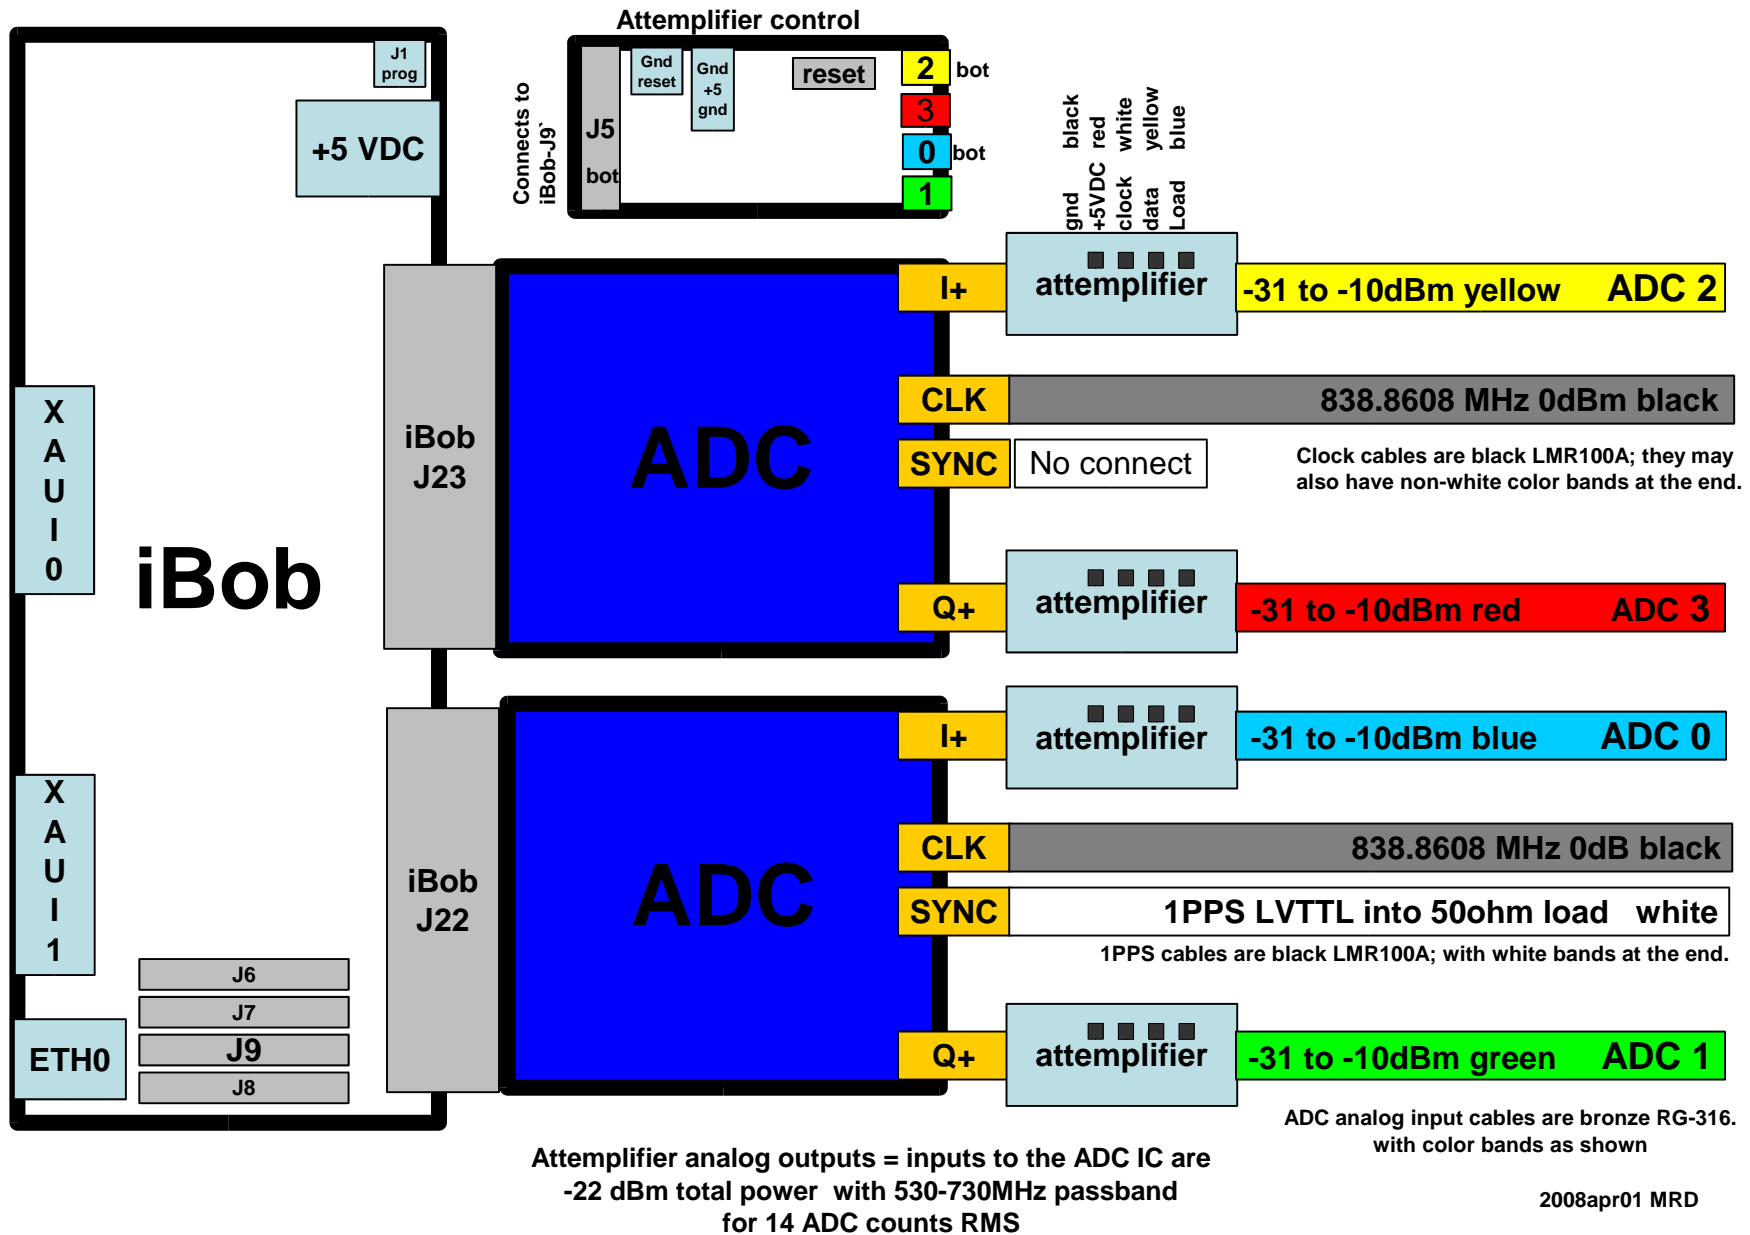 Attemplifier control
J1
prog
+5 VDC
Connects to
iBob-J9`
J5
bot
Gnd
reset
Gnd
+5
gnd
reset
2 bot
3
0 bot
1
gnd black
+5VDC red
clock white
data yellow
Load blue
I+
attemplifier
-31 to -10dBm yellow ADC 2
X
A
U
I
0
iBob
iBob
J23
ADC
CLK
838.8608 MHz 0dBm black
SYNC
No connect
Clock cables are black LMR100A; they may
also have non-white color bands at the end.
Q+
attemplifier
-31 to -10dBm red ADC 3
I+
attemplifier
-31 to -10dBm blue ADC 0
X
A
U
I
1
iBob
J22
ADC
CLK
838.8608 MHz 0dB black
SYNC
1PPS LVTTL into 50ohm load white
1PPS cables are black LMR100A; with white bands at the end.
J6
J7
J9
J8
ETH0
Q+
attemplifier
-31 to -10dBm green ADC 1
ADC analog input cables are bronze RG-316.
with color bands as shown
Attemplifier analog outputs = inputs to the ADC IC are
-22 dBm total power with 530-730MHz passband
for 14 ADC counts RMS
2008apr01 MRD